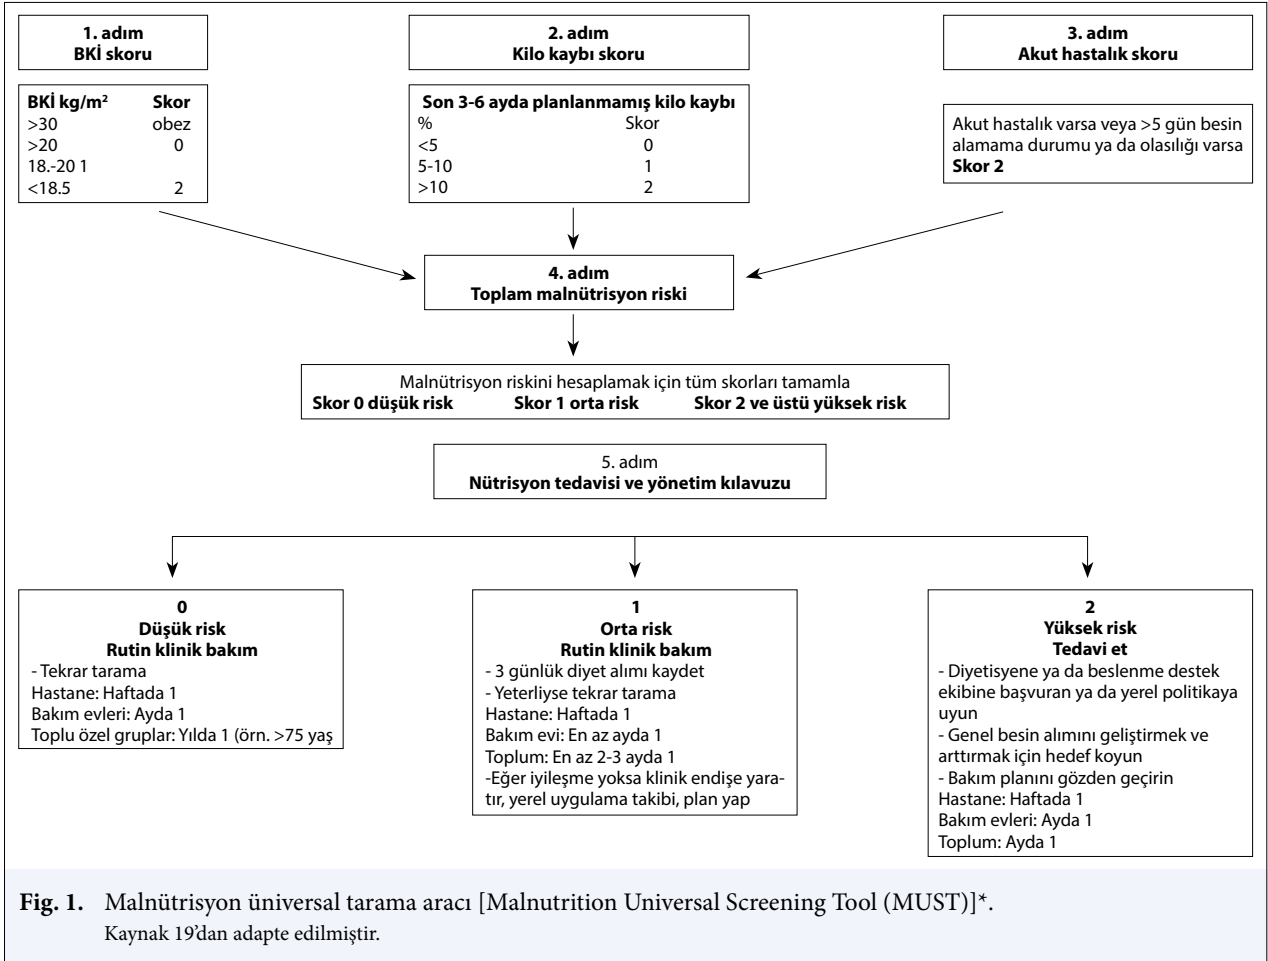 1. adım
BKİ skoru
2. adım
Kilo kaybı skoru
3. adım
Akut hastalık skoru
BKİ kg/m² Skor
>30 obez
>20 0
18.-20 1
<18.5 2
Son 3-6 ayda planlanmamış kilo kaybı
% Skor
<5 0
5-10 1
>10 2
Akut hastalık varsa veya >5 gün besin
alamama durumu ya da olasılığı varsa
Skor 2
4. adım
Toplam malnütrisyon riski
Malnütrisyon riskini hesaplamak için tüm skorları tamamla
Skor 0 düşük risk Skor 1 orta risk Skor 2 ve üstü yüksek risk
5. adım
Nütrisyon tedavisi ve yönetim kılavuzu
0
Düşük risk
Rutin klinik bakım
- Tekrar tarama
Hastane: Haftada 1
Bakım evleri: Ayda 1
Toplu özel gruplar: Yılda 1 (örn. >75 yaş
1
Orta risk
Rutin klinik bakım
- 3 günlük diyet alımı kaydet
- Yeterliyse tekrar tarama
Hastane: Haftada 1
Bakım evi: En az ayda 1
Toplum: En az 2-3 ayda 1
-Eğer iyileşme yoksa klinik endişe yara-
tır, yerel uygulama takibi, plan yap
2
Yüksek risk
Tedavi et
- Diyetisyene ya da beslenme destek
ekibine başvuran ya da yerel politikaya
uyun
- Genel besin alımını geliştirmek ve
arttırmak için hedef koyun
- Bakım planını gözden geçirin
Hastane: Haftada 1
Bakım evleri: Ayda 1
Toplum: Ayda 1
Fig. 1. Malnütrisyon üniversal tarama aracı [Malnutrition Universal Screening Tool (MUST)]*.
Kaynak 19’dan adapte edilmiştir.